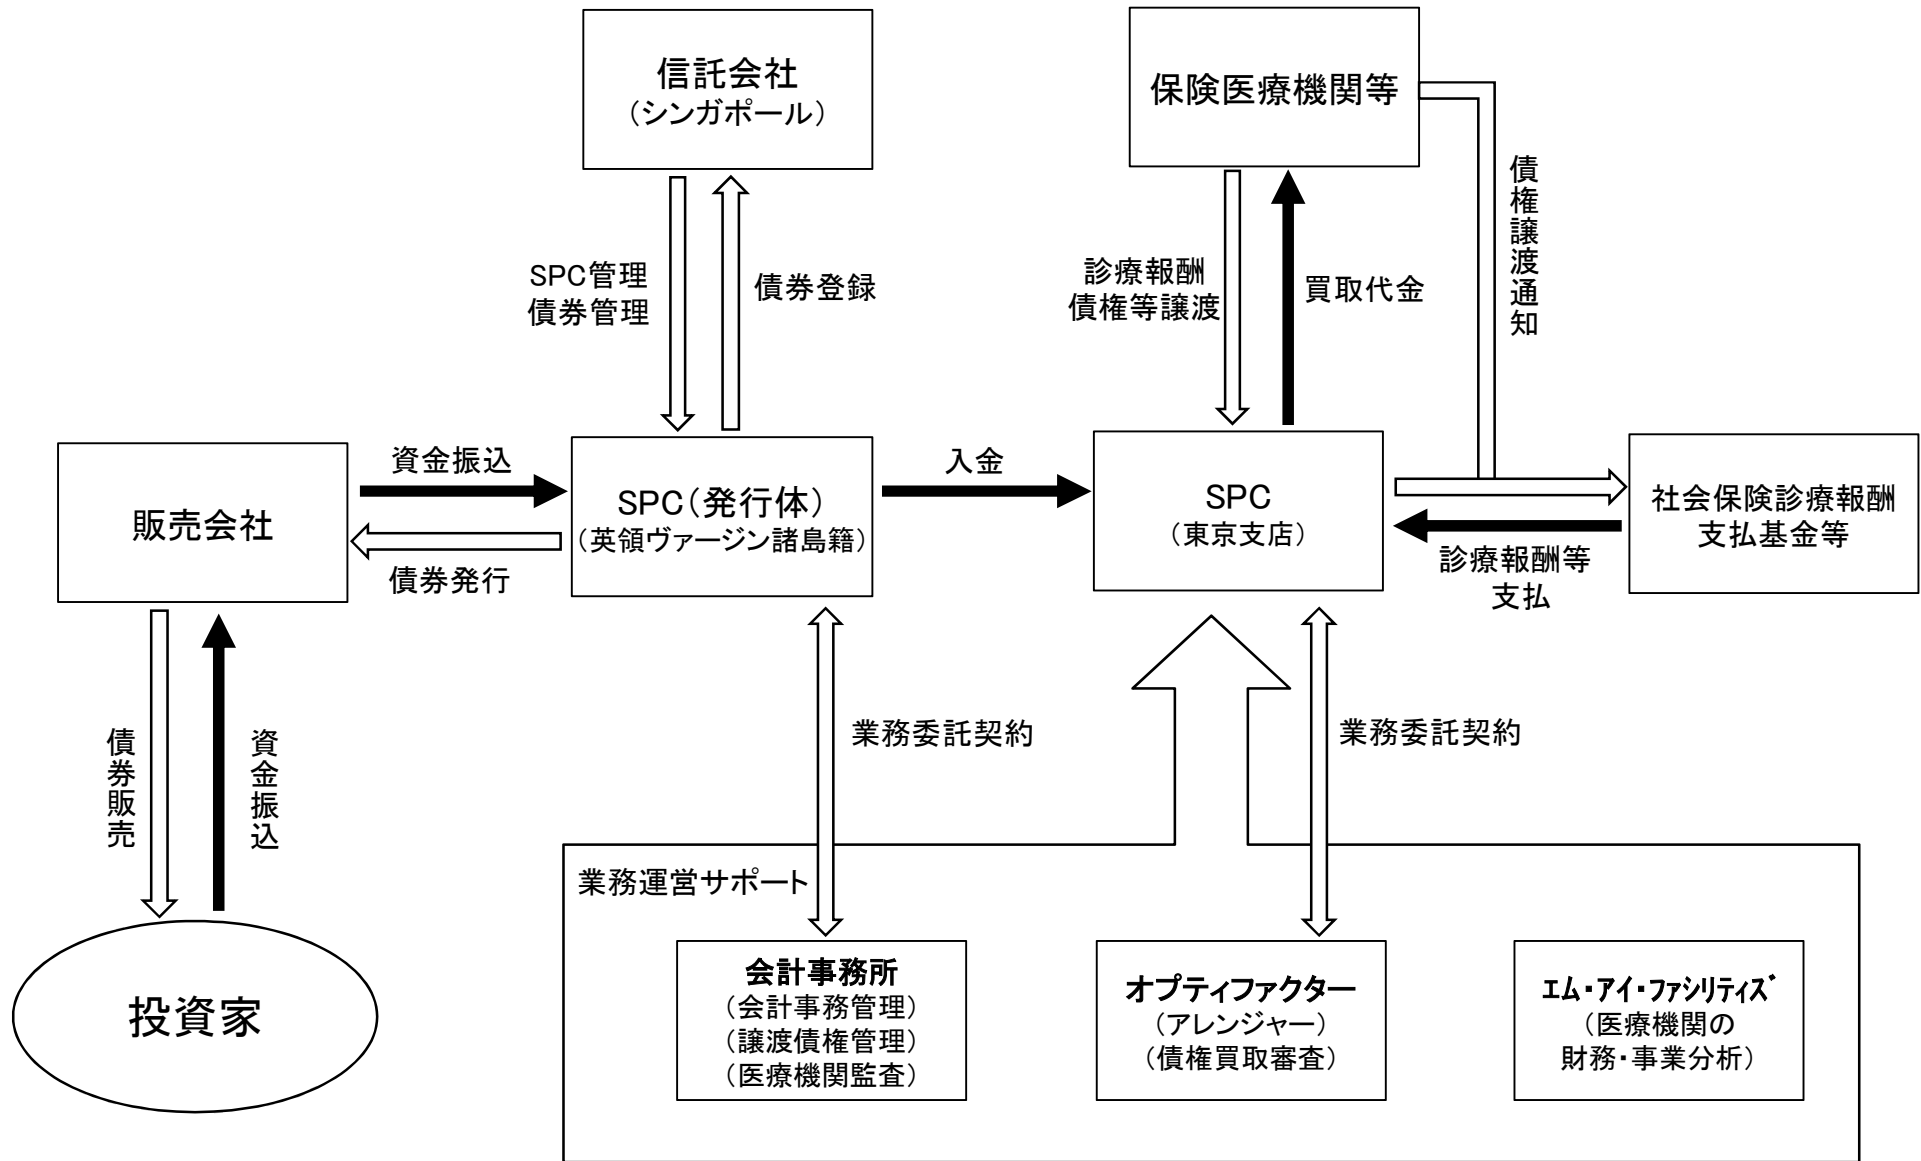 信託会社
（シンガポール）
保険医療機関等
債権譲渡通知
SPC管理
債券管理
債券登録
診療報酬
債権等譲渡
買取代金
販売会社
資金振込
債券発行
SPC（発行体）
（英領ヴァージン諸島籍）
入金
SPC
（東京支店）
診療報酬等
支払
社会保険診療報酬
支払基金等
債券販売
資金振込
業務委託契約
業務委託契約
投資家
業務運営サポート
会計事務所
（会計事務管理）
（譲渡債権管理）
（医療機関監査）
オプティファクター
（アレンジャー）
（債権買取審査）
エム・アイ・ファシリティズ
（医療機関の
財務・事業分析）